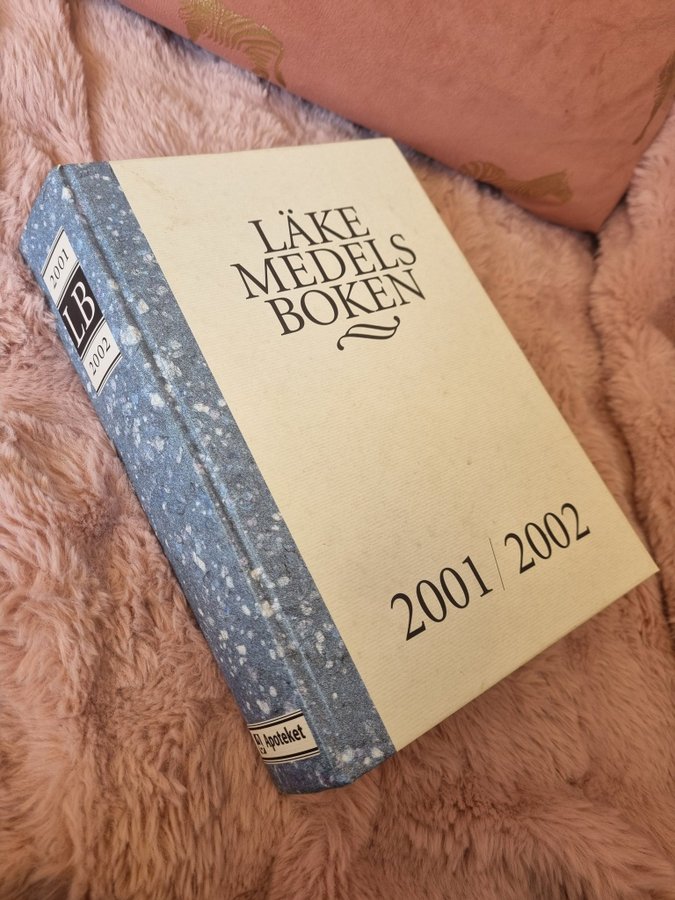 LÄKE
MEDELS
BOKEN
2001/2002
2001
LB
2002
Apoteket